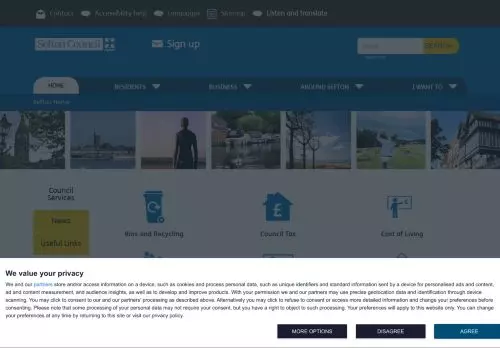 Contact Accessibility help Languages Sitemap Listen and translate
Sefton Council
Sign up
HOME RESIDENTS BUSINESS AROUND SEFTON I WANT TO
Sefton Home
Council
Services
News
Useful Links
Bins and Recycling Council Tax Cost of Living
We value your privacy
We and our partners store and/or access information on a device, such as cookies and process personal data, such as unique identifiers and standard information sent by a device for personalised ads and content,
ad and content measurement, and audience insights, as well as to develop and improve products. With your permission we and our partners may use precise geolocation data and identification through device
scanning. You may click to consent to our and our partners' processing as described above. Alternatively you may click to refuse to consent or access more detailed information and change your preferences before
consenting. Please note that some processing of your personal data may not require your consent, but you have a right to object to such processing. Your preferences will apply to this website only. You can change
your preferences at any time by returning to this site or visit our privacy policy.
MORE OPTIONS DISAGREE AGREE